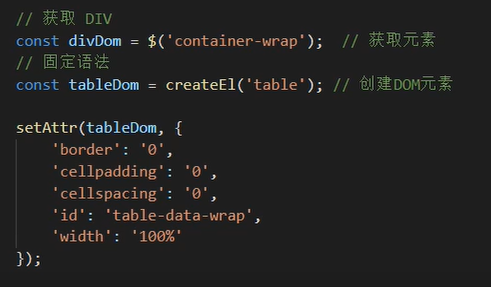 // 获取 DIV
const divDom = $('container-wrap');  // 获取元素
// 固定语法
const tableDom = createEl('table'); // 创建DOM元素

setAttr(tableDom, {
    'border': '0',
    'cellpadding': '0',
    'cellspacing': '0',
    'id': 'table-data-wrap',
    'width': '100%'
});